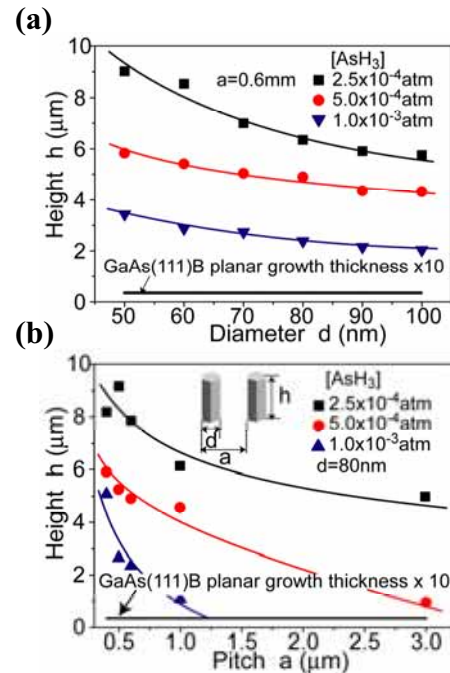 (a)
10
8
6
4
2
0
Height h (μm)
a=0.6mm
[AsH3]
2.5x10-4atm
5.0x10-4atm
1.0x10-3atm
GaAs(111)B planar growth thickness x10
50 60 70 80 90 100
Diameter d (nm)
(b)
10
8
6
4
2
0
Height h (μm)
h
d
a
[AsH3]
2.5x10-4atm
5.0x10-4atm
1.0x10-3atm
d=80nm
GaAs(111)B planar growth thickness x 10
0.5 1.0 1.5 2.0 2.5 3.0
Pitch a (μm)